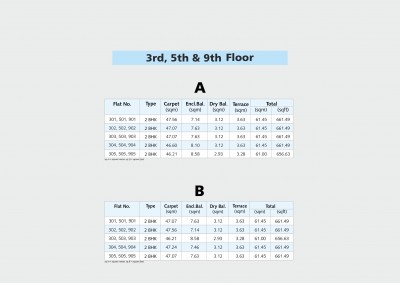 3rd, 5th & 9th Floor
A
Flat No. Type Carpet Encl.Bal. Dry Bal. Terrace Total
(sqm) (sqm) (sqm) (sqm) (sqm) (sqft)
301, 501, 901 2 BHK 47.56 7.14 3.12 3.63 61.45 661.49
302, 502, 902 2 BHK 47.07 7.63 3.12 3.63 61.45 661.49
303, 503, 903 2 BHK 47.07 7.63 3.12 3.63 61.45 661.49
304, 504, 904 2 BHK 46.60 8.10 3.12 3.63 61.45 661.49
305, 505, 905 2 BHK 46.21 8.58 2.93 3.28 61.00 656.63
B
Flat No. Type Carpet Encl.Bal. Dry Bal. Terrace Total
(sqm) (sqm) (sqm) (sqm) (sqm) (sqft)
301, 501, 901 2 BHK 47.07 7.63 3.12 3.63 61.45 661.49
302, 502, 902 2 BHK 47.56 7.14 3.12 3.63 61.45 661.49
303, 503, 903 2 BHK 46.21 8.58 2.93 3.28 61.00 656.63
304, 504, 904 2 BHK 47.24 7.46 3.12 3.63 61.45 661.49
305, 505, 905 2 BHK 47.07 7.63 3.12 3.63 61.45 661.49